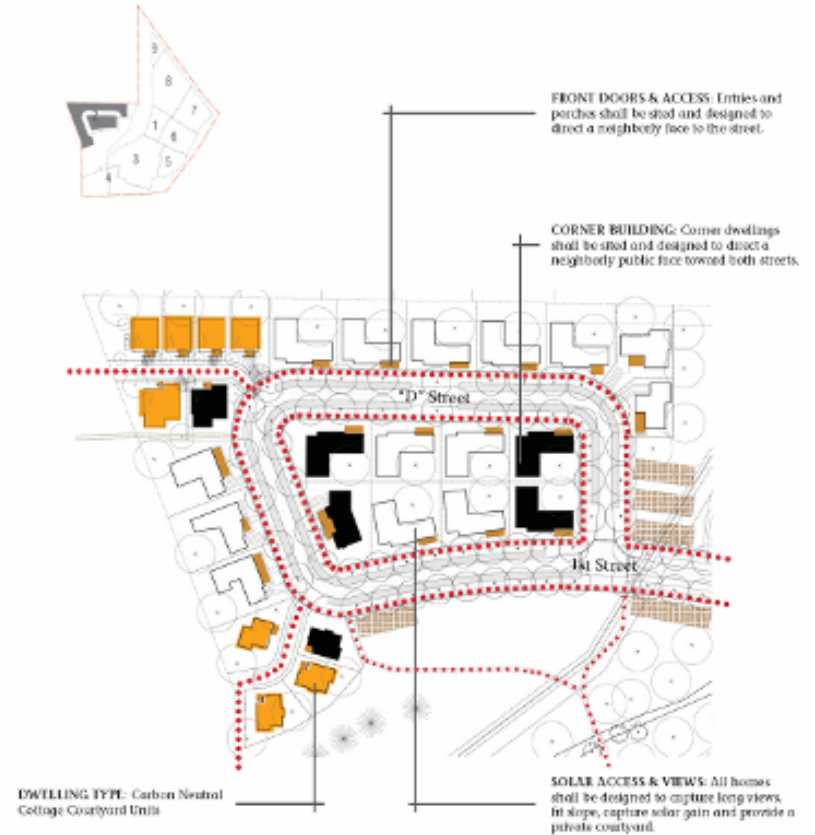 9
8
7
1
6
3
5
4
FRONT DOORS & ACCESS: Entries and
porches shall be sited and designed to
direct a neighborly face to the street.
CORNER BUILDING: Corner dwellings
shall be sited and designed to direct a
neighborly public face toward both streets.
"D" Street
1st Street
DWELLING TYPE: Carbon Neutral
Cottage Courtyard Units
SOLAR ACCESS & VIEWS: All homes
shall be designed to capture long views,
fit slope, capture solar gain and provide a
private courtyard.